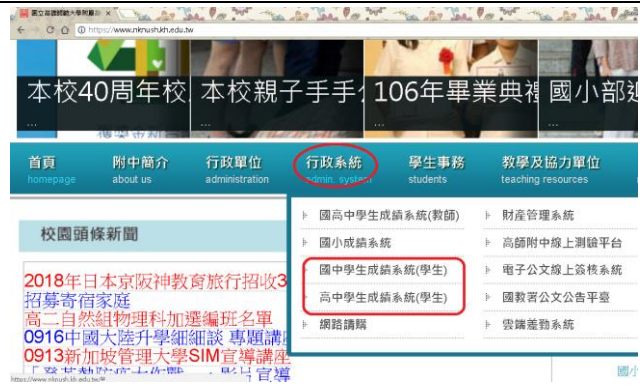 https://www.nknush.kh.edu.tw
本校40周年校
本校親子手手
106年畢業典禮
國小部迎
...
...
...
...
首頁 附中簡介 行政單位 行政系統 學生事務 教學及協力單位
homepage about us administration admin. system students teaching resources
國高中學生成績系統(教師) 財產管理系統
校園頭條新聞
國小成績系統 高師附中線上測驗平台
國中學生成績系統(學生) 電子公文線上簽核系統
2018年日本京阪神教育旅行招收3
高中學生成績系統(學生) 國教署公文公告平臺
招募寄宿家庭
高二自然組物理科加選編班名單
網路請購 雲端差勤系統
0916中國大陸升學細細談 專題講
0913新加坡管理大學SIM宣導講座
國小
https://www.nknush.kh.edu.tw/#